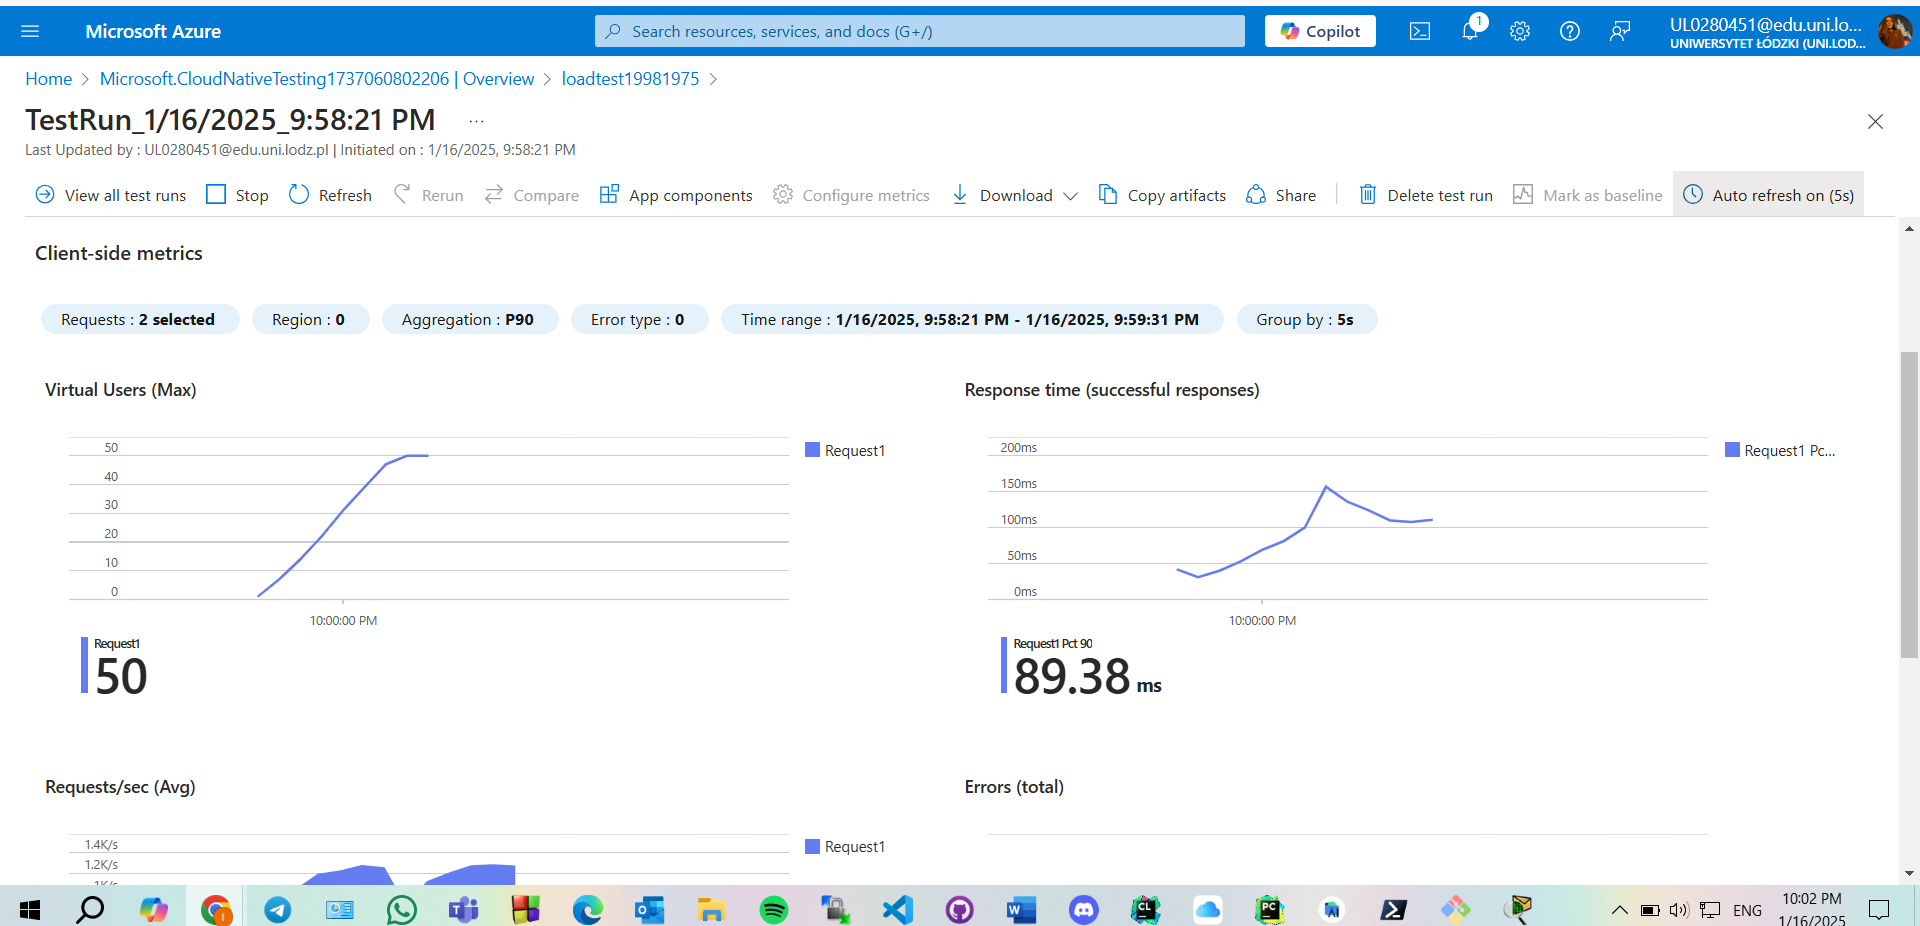 Microsoft Azure
Search resources, services, and docs (G+/)
Copilot
1
UL0280451@edu.uni.lo...
UNIWERSYTET ŁÓDZKI (UNI.LOD...
Home > Microsoft.CloudNativeTesting1737060802206 | Overview > loadtest19981975 >
TestRun_1/16/2025_9:58:21 PM ...
Last Updated by : UL0280451@edu.uni.lodz.pl | Initiated on : 1/16/2025, 9:58:21 PM
View all test runs Stop Refresh Rerun Compare App components Configure metrics Download Copy artifacts Share Delete test run Mark as baseline Auto refresh on (5s)
Client-side metrics
Requests : 2 selected Region : 0 Aggregation : P90 Error type : 0 Time range : 1/16/2025, 9:58:21 PM - 1/16/2025, 9:59:31 PM Group by : 5s
Virtual Users (Max)
50
40
30
20
10
0
10:00:00 PM
Request1
Request1
50
Response time (successful responses)
200ms
150ms
100ms
50ms
0ms
10:00:00 PM
Request1 Pc...
Request1 Pct 90
89.38 ms
Requests/sec (Avg)
1.4K/s
1.2K/s
1K/s
Request1
Errors (total)
ENG
10:02 PM
1/16/2025